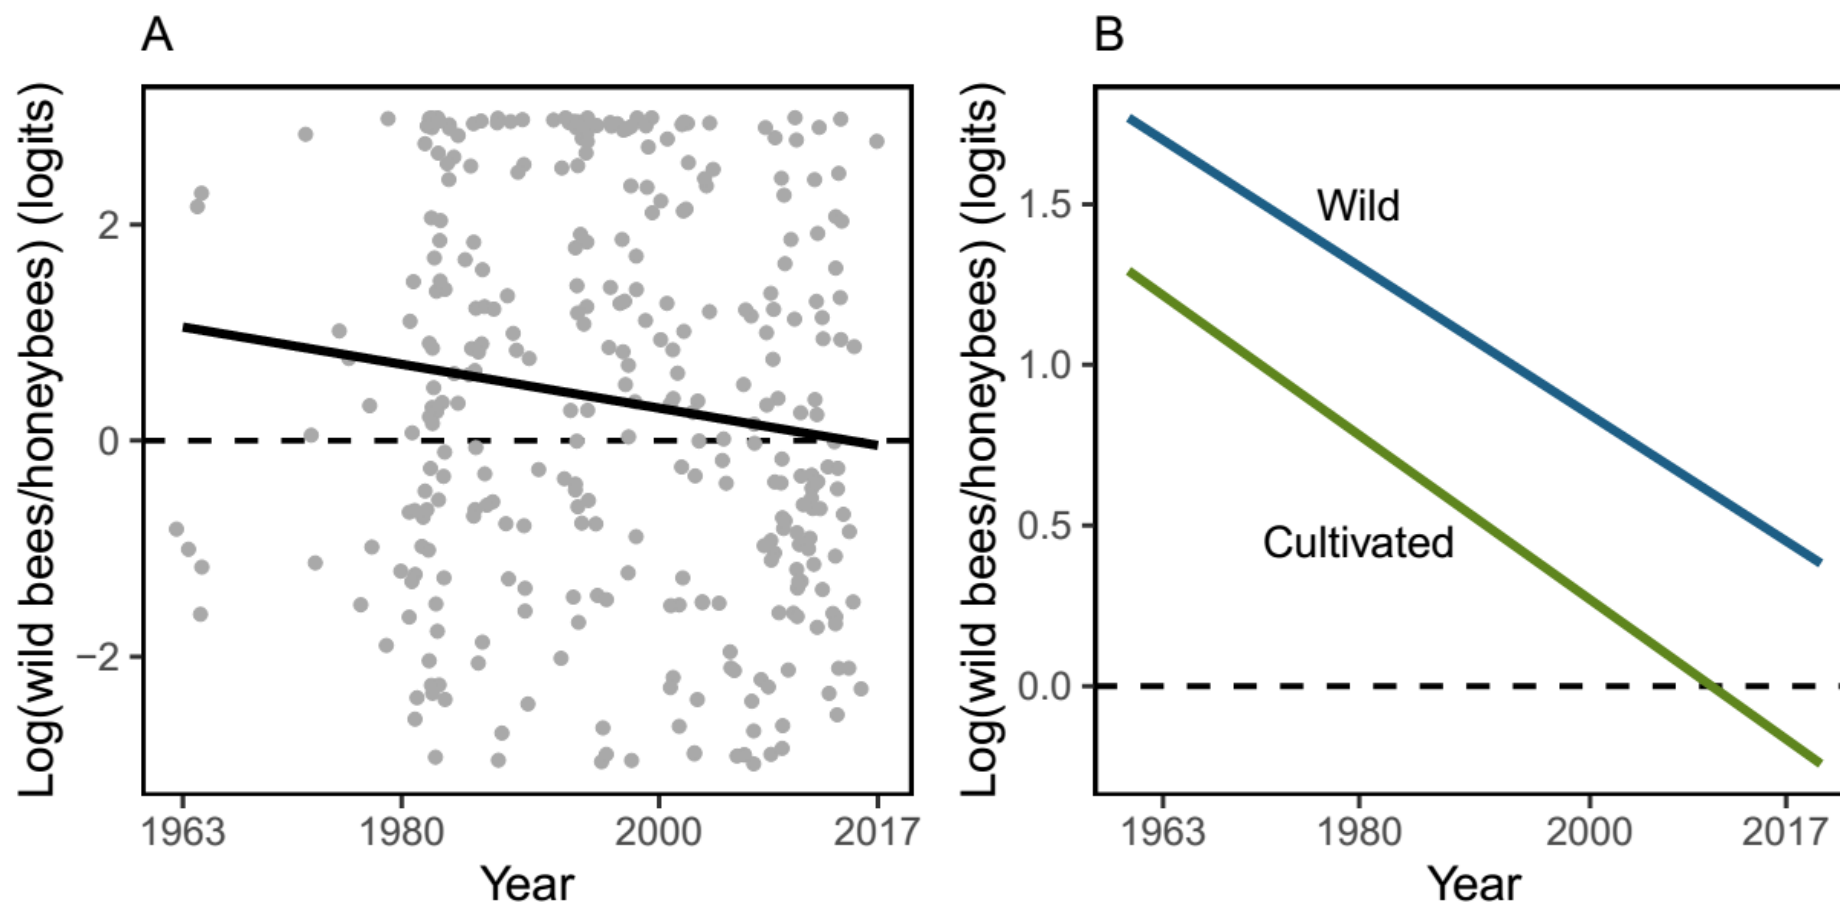 A
Log(wild bees/honeybees) (logits)
2
0
−2
1963 1980 2000 2017
Year
B
Log(wild bees/honeybees) (logits)
1.5
1.0
0.5
0.0
Wild
Cultivated
1963 1980 2000 2017
Year